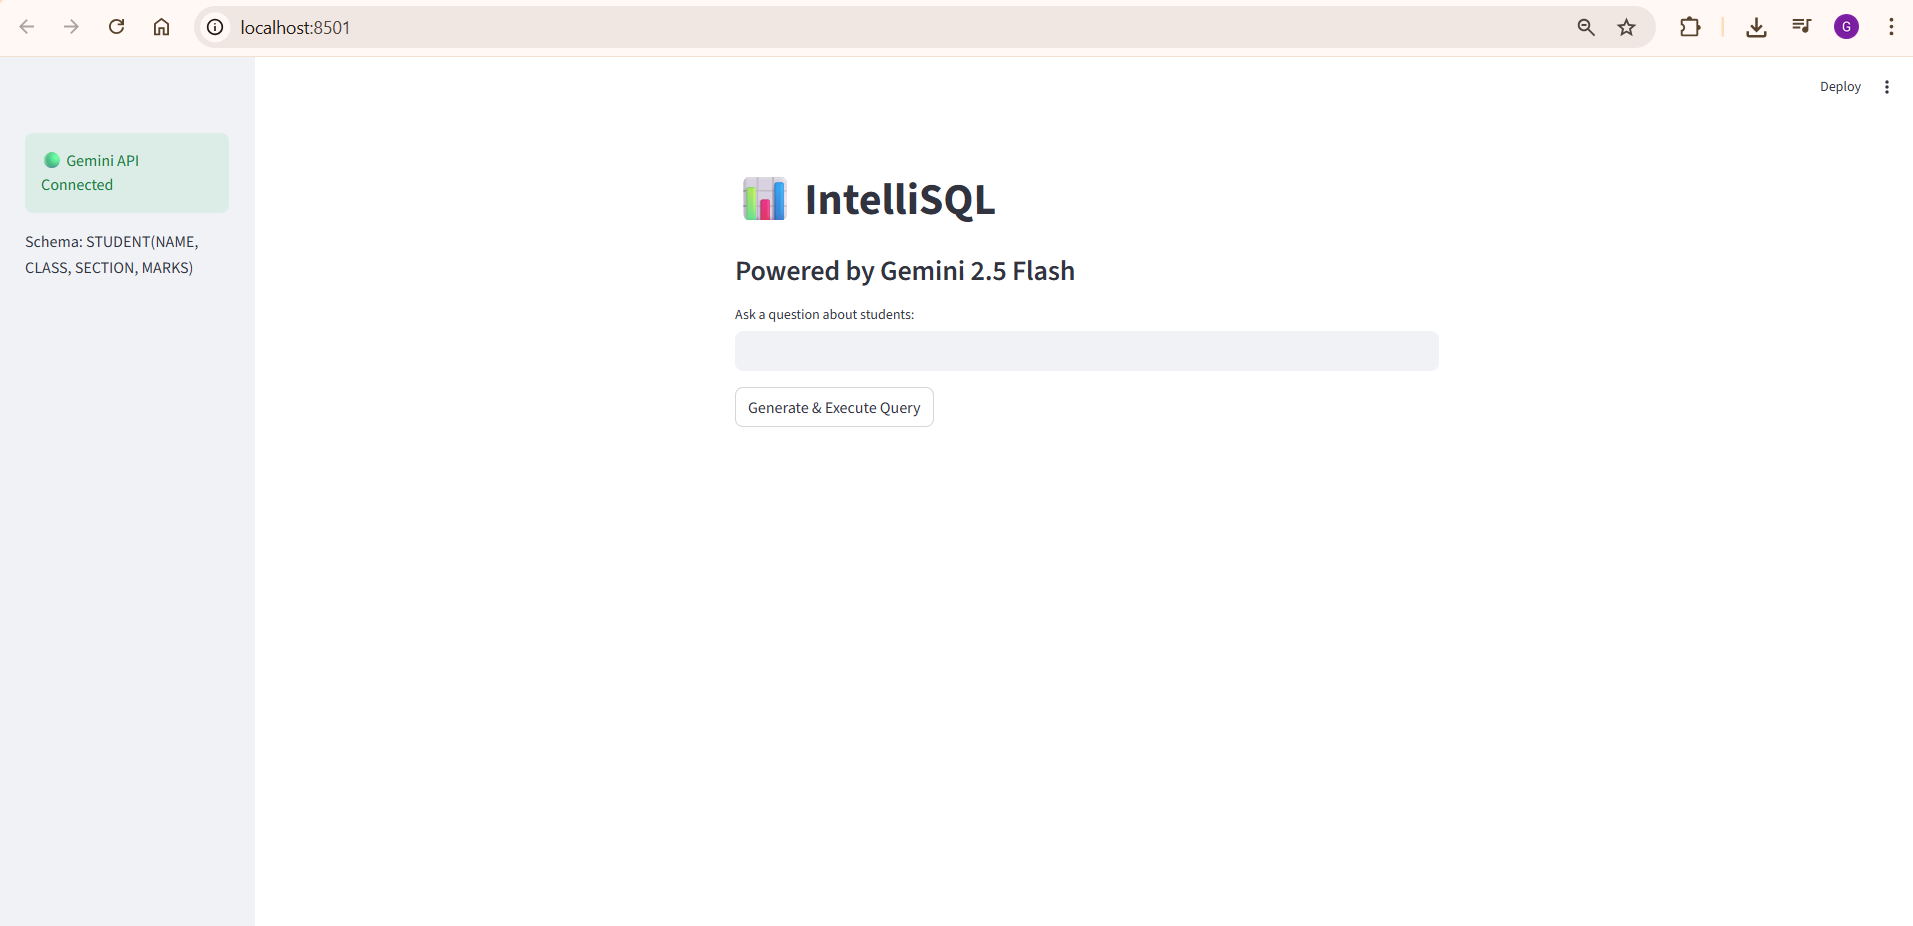 localhost:8501
G
Deploy
Gemini API
Connected
Schema: STUDENT(NAME,
CLASS, SECTION, MARKS)
IntelliSQL
Powered by Gemini 2.5 Flash
Ask a question about students:
Generate & Execute Query